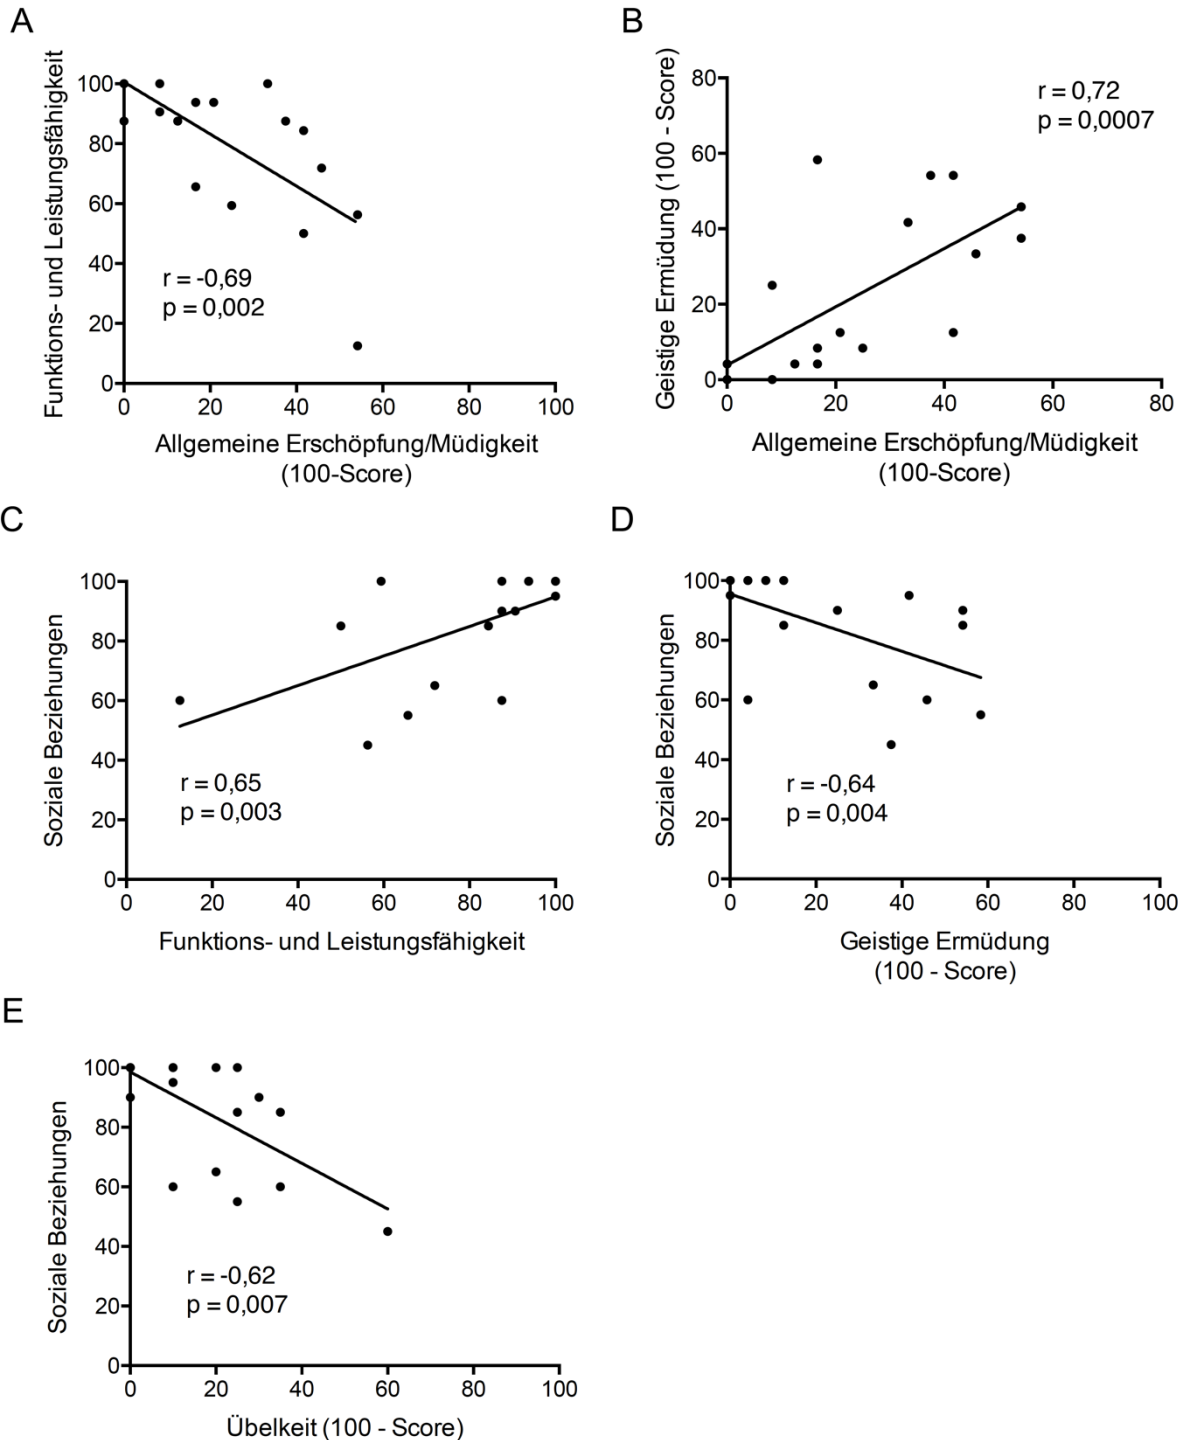 A
Funktions- und Leistungsfähigkeit
100
80
60
40
20
0
r = -0,69
p = 0,002
0 20 40 60 80 100
Allgemeine Erschöpfung/Müdigkeit
(100-Score)
B
Geistige Ermüdung (100 - Score)
80
60
40
20
0
r = 0,72
p = 0,0007
0 20 40 60 80
Allgemeine Erschöpfung/Müdigkeit
(100-Score)
C
Soziale Beziehungen
100
80
60
40
20
0
r = 0,65
p = 0,003
0 20 40 60 80 100
Funktions- und Leistungsfähigkeit
D
Soziale Beziehungen
100
80
60
40
20
0
r = -0,64
p = 0,004
0 20 40 60 80 100
Geistige Ermüdung
(100 - Score)
E
Soziale Beziehungen
100
80
60
40
20
0
r = -0,62
p = 0,007
0 20 40 60 80 100
Übelkeit (100 - Score)